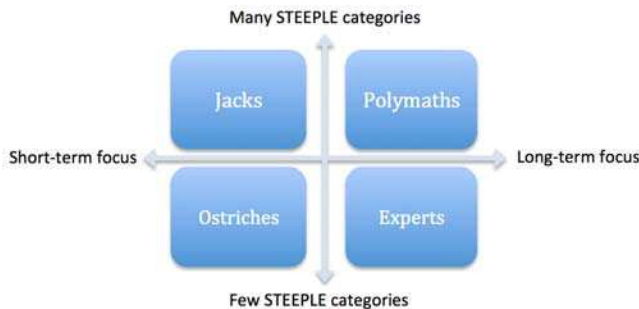 Many STEEPLE categories
Jacks
Polymaths
Short-term focus
Long-term focus
Ostriches
Experts
Few STEEPLE categories